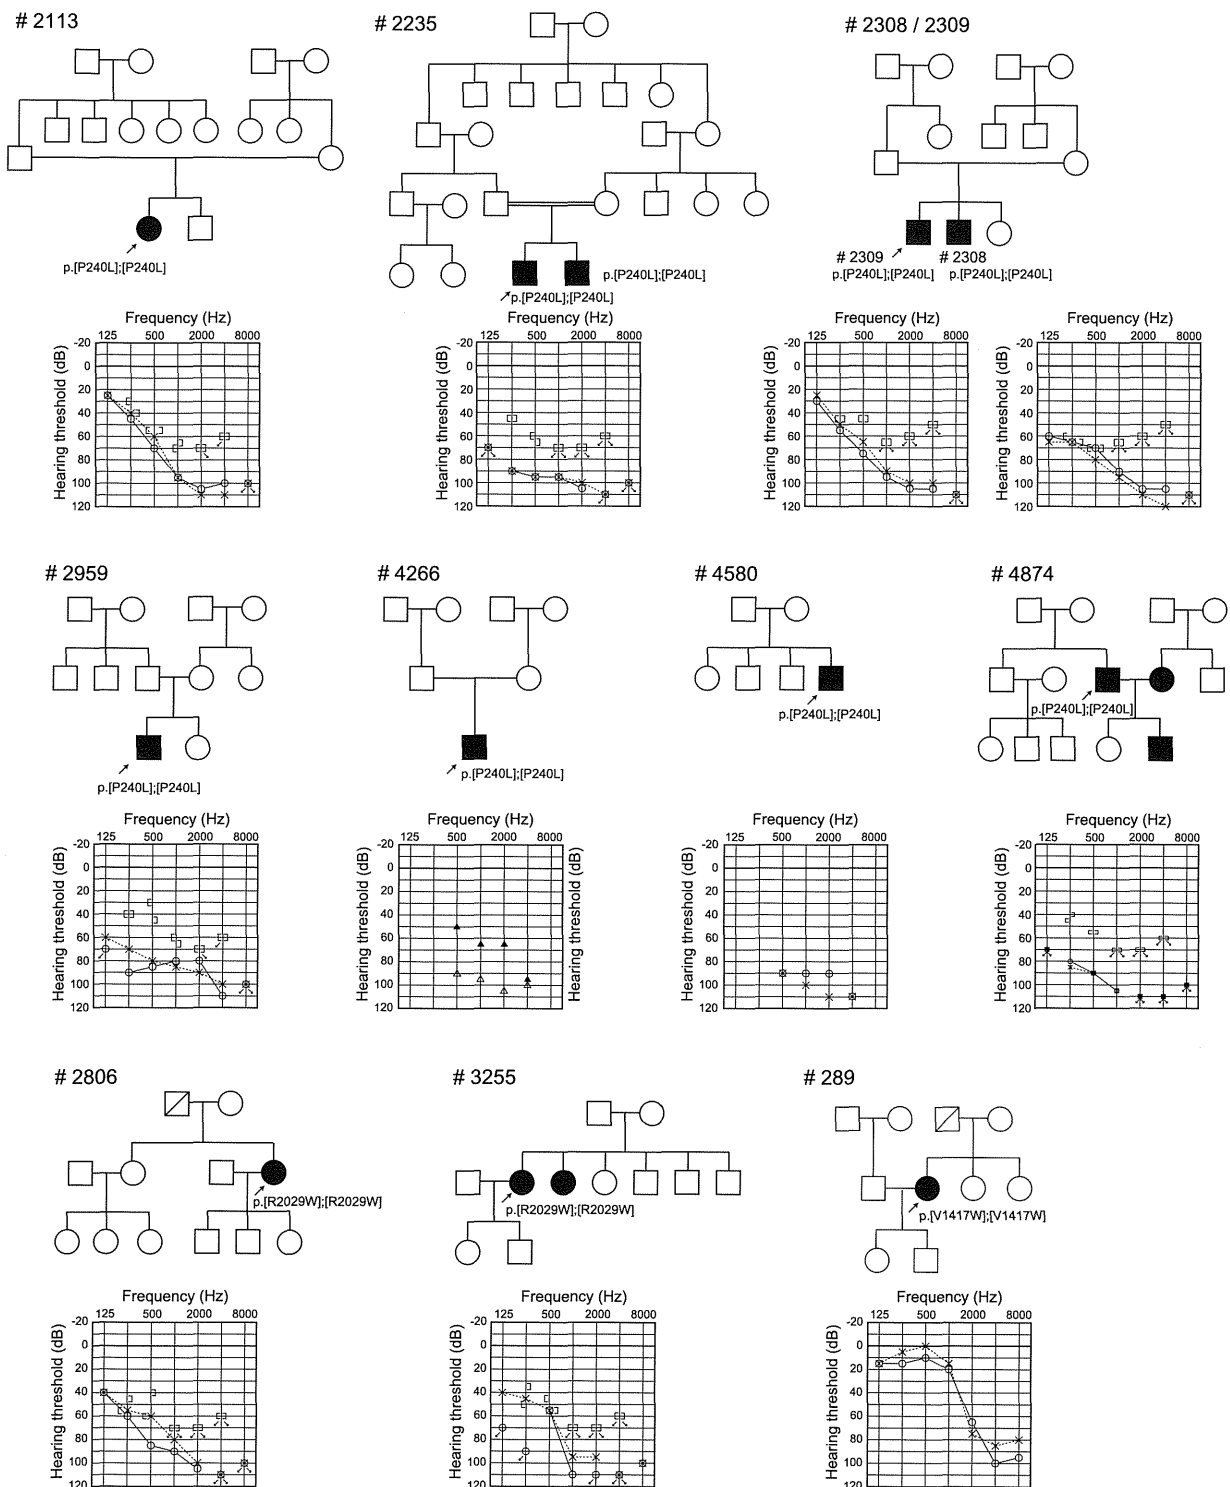 # 2113
# 2235
# 2308 / 2309
p.[P240L];[P240L]
p.[P240L];[P240L]
p.[P240L];[P240L]
# 2309
# 2308
p.[P240L];[P240L]
p.[P240L];[P240L]
Frequency (Hz)
125 500 2000 8000
Hearing threshold (dB)
-20
0
20
40
60
80
100
120
Frequency (Hz)
125 500 2000 8000
Hearing threshold (dB)
-20
0
20
40
60
80
100
120
Frequency (Hz)
125 500 2000 8000
Hearing threshold (dB)
-20
0
20
40
60
80
100
120
Frequency (Hz)
125 500 2000 8000
Hearing threshold (dB)
-20
0
20
40
60
80
100
120
# 2959
# 4266
# 4580
# 4874
p.[P240L];[P240L]
p.[P240L];[P240L]
p.[P240L];[P240L]
p.[P240L];[P240L]
Frequency (Hz)
125 500 2000 8000
Hearing threshold (dB)
-20
0
20
40
60
80
100
120
Frequency (Hz)
125 500 2000 8000
Hearing threshold (dB)
-20
0
20
40
60
80
100
120
Hearing threshold (dB)
Frequency (Hz)
125 500 2000 8000
Hearing threshold (dB)
-20
0
20
40
60
80
100
120
Frequency (Hz)
125 500 2000 8000
Hearing threshold (dB)
-20
0
20
40
60
80
100
120
# 2806
# 3255
# 289
p.[R2029W];[R2029W]
p.[R2029W];[R2029W]
p.[V1417W];[V1417W]
Frequency (Hz)
125 500 2000 8000
Hearing threshold (dB)
-20
0
20
40
60
80
100
120
Frequency (Hz)
125 500 2000 8000
Hearing threshold (dB)
-20
0
20
40
60
80
100
120
Frequency (Hz)
125 500 2000 8000
Hearing threshold (dB)
-20
0
20
40
60
80
100
120